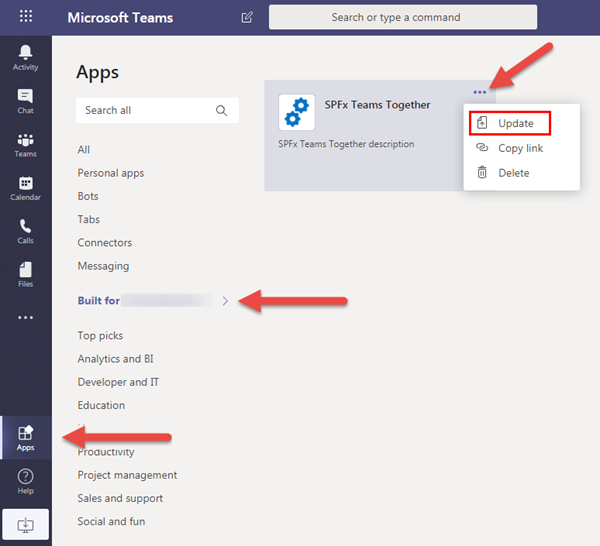 Microsoft Teams
Search or type a command
Activity
Chat
Teams
Calendar
Calls
Files
Apps
Help
Apps
Search all
All
Personal apps
Bots
Tabs
Connectors
Messaging
Built for
Top picks
Analytics and BI
Developer and IT
Education
Productivity
Project management
Sales and support
Social and fun
SPFx Teams Together
SPFx Teams Together description
Update
Copy link
Delete